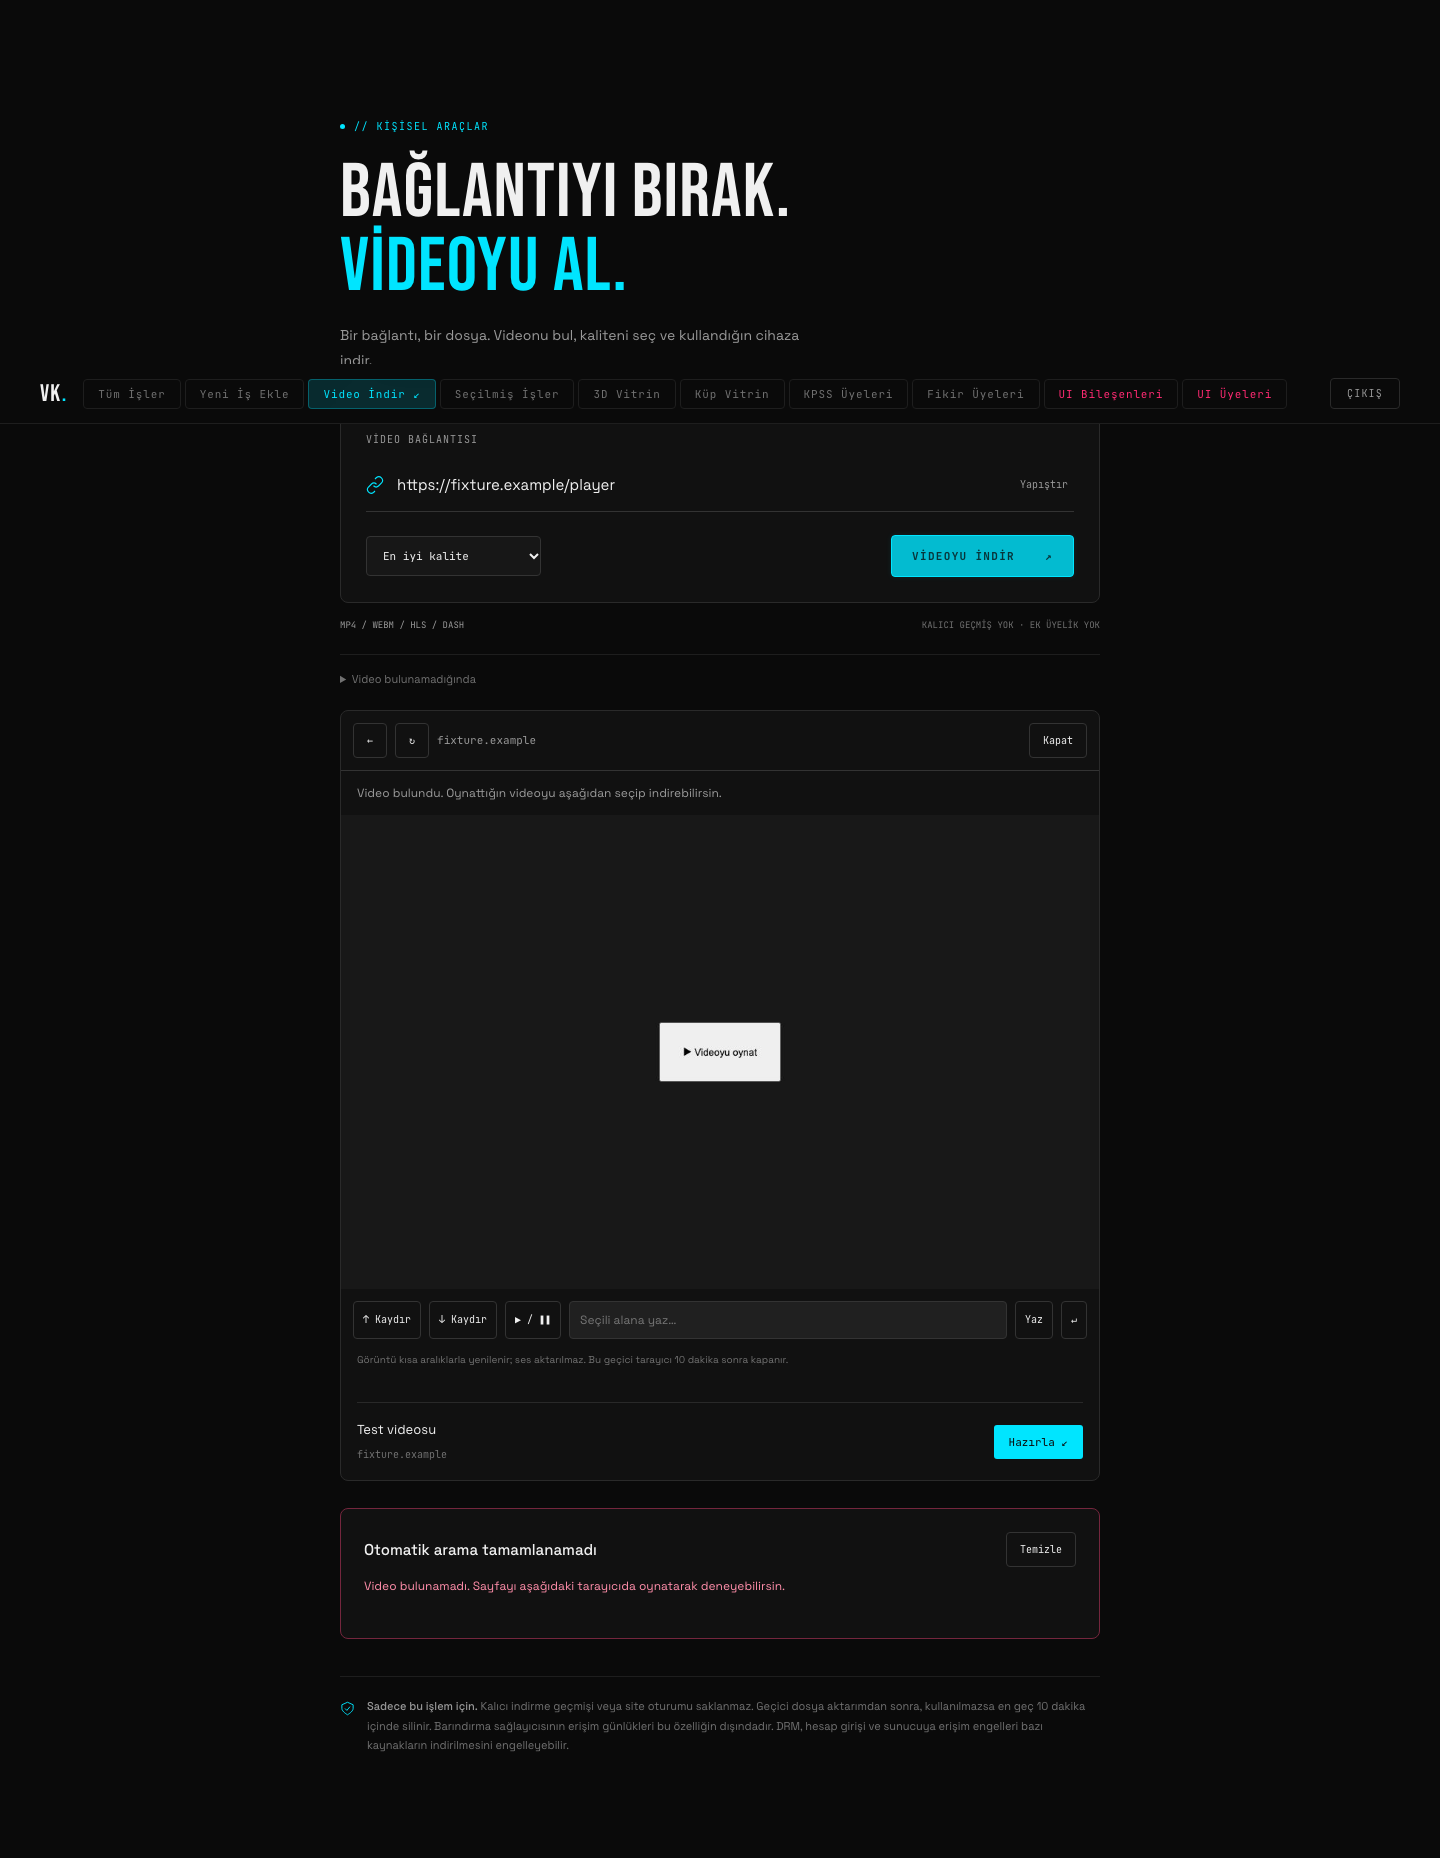 // KİŞİSEL ARAÇLAR
BAĞLANTIYI BIRAK.
VİDEOYU AL.
Bir bağlantı, bir dosya. Videonu bul, kaliteni seç ve kullandığın cihaza
indir.
VK.
Tüm İşler
Yeni İş Ekle
Video İndir ↙
Seçilmiş İşler
3D Vitrin
Küp Vitrin
KPSS Üyeleri
Fikir Üyeleri
UI Bileşenleri
UI Üyeleri
ÇIKIŞ
VİDEO BAĞLANTISI
https://fixture.example/player
Yapıştır
En iyi kalite
VİDEOYU İNDİR ↗
MP4 / WEBM / HLS / DASH
KALICI GEÇMİŞ YOK · EK ÜYELİK YOK
▶ Video bulunamadığında
← ↻ fixture.example
Kapat
Video bulundu. Oynattığın videoyu aşağıdan seçip indirebilirsin.
▶ Videoyu oynat
↑ Kaydır
↓ Kaydır
▶ / ❚❚
Seçili alana yaz...
Yaz
↵
Görüntü kısa aralıklarla yenilenir; ses aktarılmaz. Bu geçici tarayıcı 10 dakika sonra kapanır.
Test videosu
fixture.example
Hazırla ↙
Otomatik arama tamamlanamadı
Temizle
Video bulunamadı. Sayfayı aşağıdaki tarayıcıda oynatarak deneyebilirsin.
Sadece bu işlem için. Kalıcı indirme geçmişi veya site oturumu saklanmaz. Geçici dosya aktarımdan sonra, kullanılmazsa en geç 10 dakika
içinde silinir. Barındırma sağlayıcısının erişim günlükleri bu özelliğin dışındadır. DRM, hesap girişi ve sunucuya erişim engelleri bazı
kaynakların indirilmesini engelleyebilir.